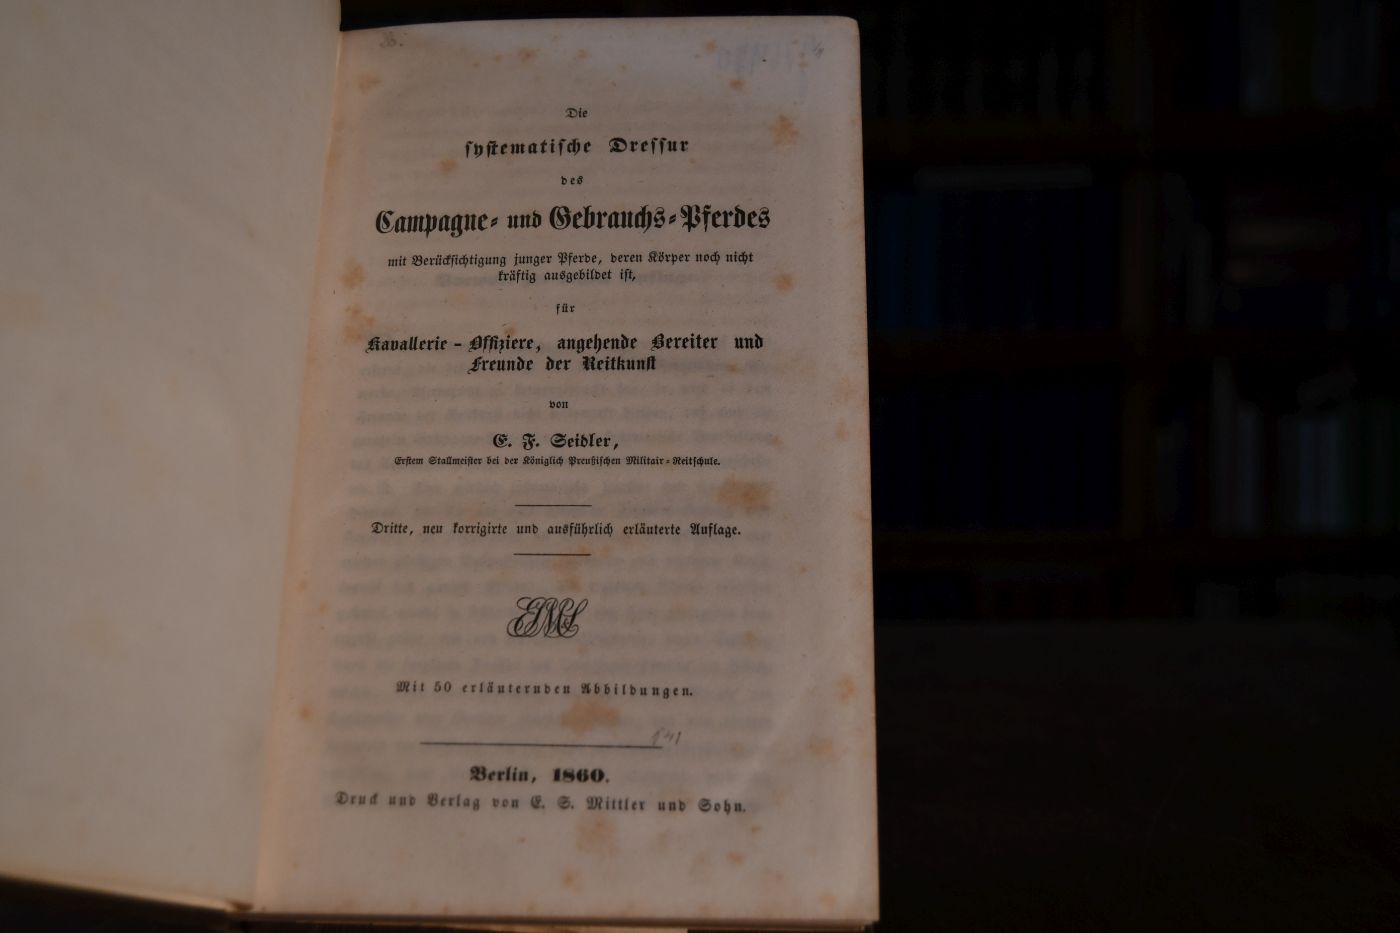 Die
systematische Dressur
des
Campagne- und Gebrauchs-Pferdes
mit Berücksichtigung junger Pferde, deren Körper noch nicht
kräftig ausgebildet ist,
für
Kavallerie-Offiziere, angehende Bereiter und
Freunde der Reitkunst
von
E. F. Seidler,
Erstem Stallmeister bei der Königlich Preußischen Militair-Reitschule.
Dritte, neu korrigirte und ausführlich erläuterte Auflage.
Mit 50 erläuternden Abbildungen.
Berlin, 1860.
Druck und Verlag von E. S. Mittler und Sohn.